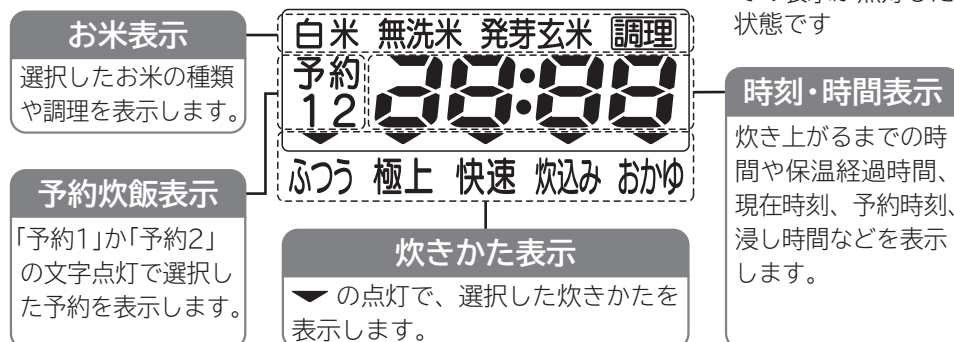 お米表示
選択したお米の種類
や調理を表示します。
予約炊飯表示
「予約1」か「予約2」
の文字点灯で選択し
た予約を表示します。
白米 無洗米 発芽玄米 調理
予約
12
28:88
ふつう 極上 快速 炊込み おかゆ
炊きかた表示
の点灯で、選択した炊きかたを
表示します。
状態です
時刻・時間表示
炊き上がるまでの時
間や保温経過時間、
現在時刻、予約時刻、
浸し時間などを表示
します。